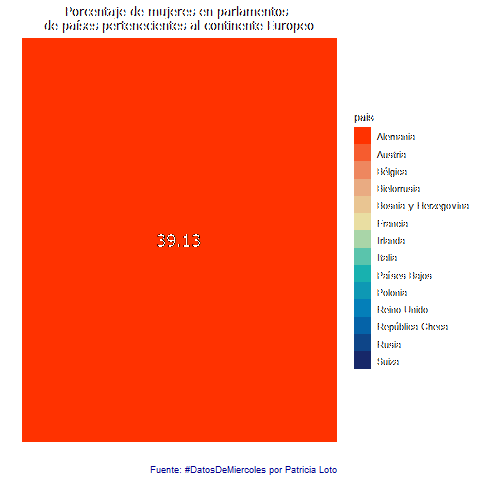 Porcentaje de mujeres en parlamentos
de países pertenecientes al continente Europeo
39.13
país
Alemania
Austria
Bélgica
Bielorrusia
Bosnia y Herzegovina
Francia
Irlanda
Italia
Países Bajos
Polonia
Reino Unido
República Checa
Rusia
Suiza
Fuente: #DatosDeMiercoles por Patricia Loto